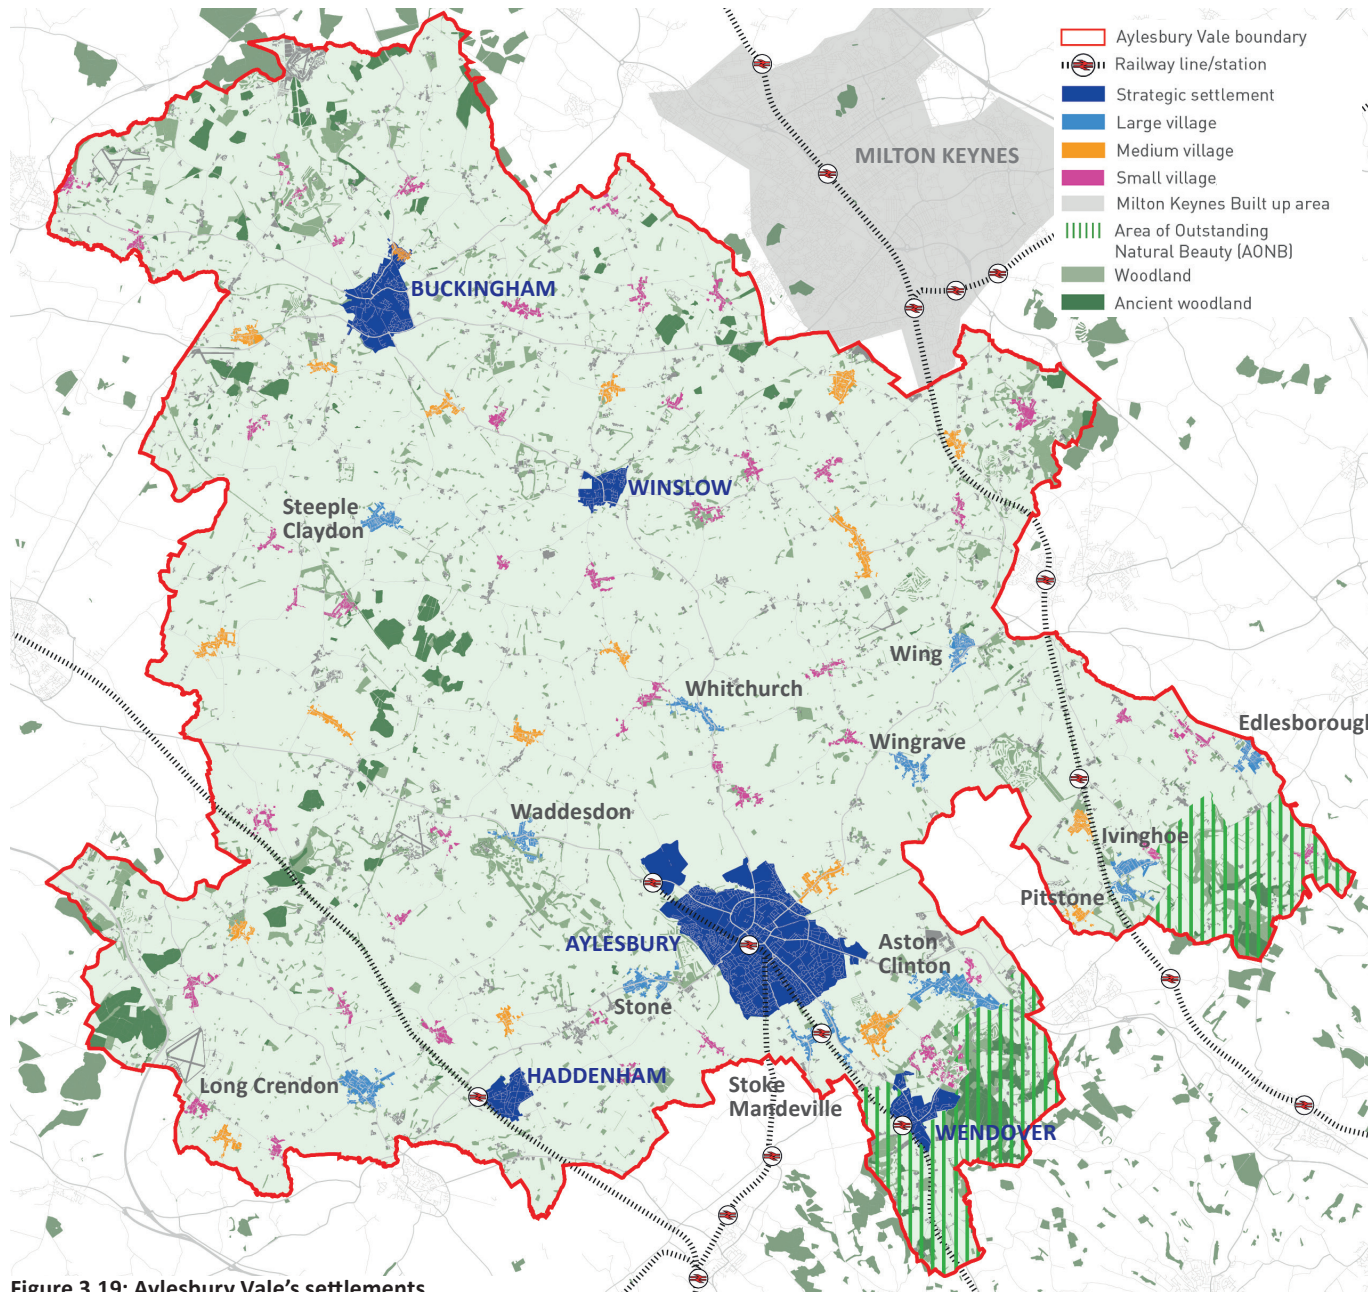 Aylesbury Vale boundary
Railway line/station
Strategic settlement
Large village
Medium village
Small village
Milton Keynes Built up area
Area of Outstanding
Natural Beauty (AONB)
Woodland
Ancient woodland
MILTON KEYNES
BUCKINGHAM
WINSLOW
Steeple
Claydon
Wing
Whitchurch
Edlesborough
Wingrave
Waddesdon
Ivinghoe
Pitstone
AYLESBURY
Aston
Clinton
Stone
HADDENHAM
Long Crendon
Stoke
Mandeville
WENDOVER
Figure 3.19: Aylesbury Vale's settlements